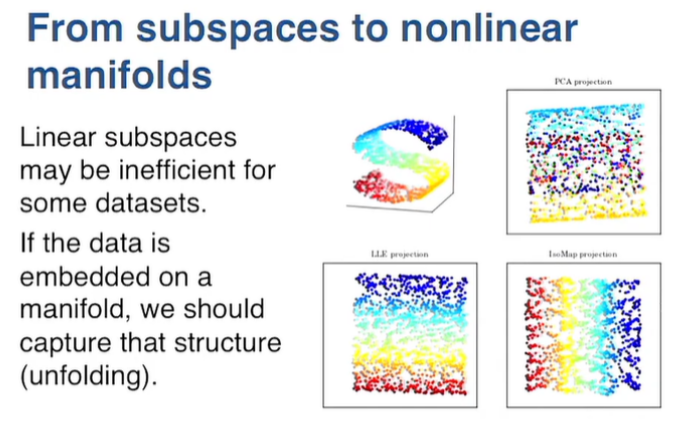 From subspaces to nonlinear
manifolds
Linear subspaces
may be inefficient for
some datasets.
If the data is
embedded on a
manifold, we should
capture that structure
(unfolding).
PCA projection
LLE projection
IsoMap projection